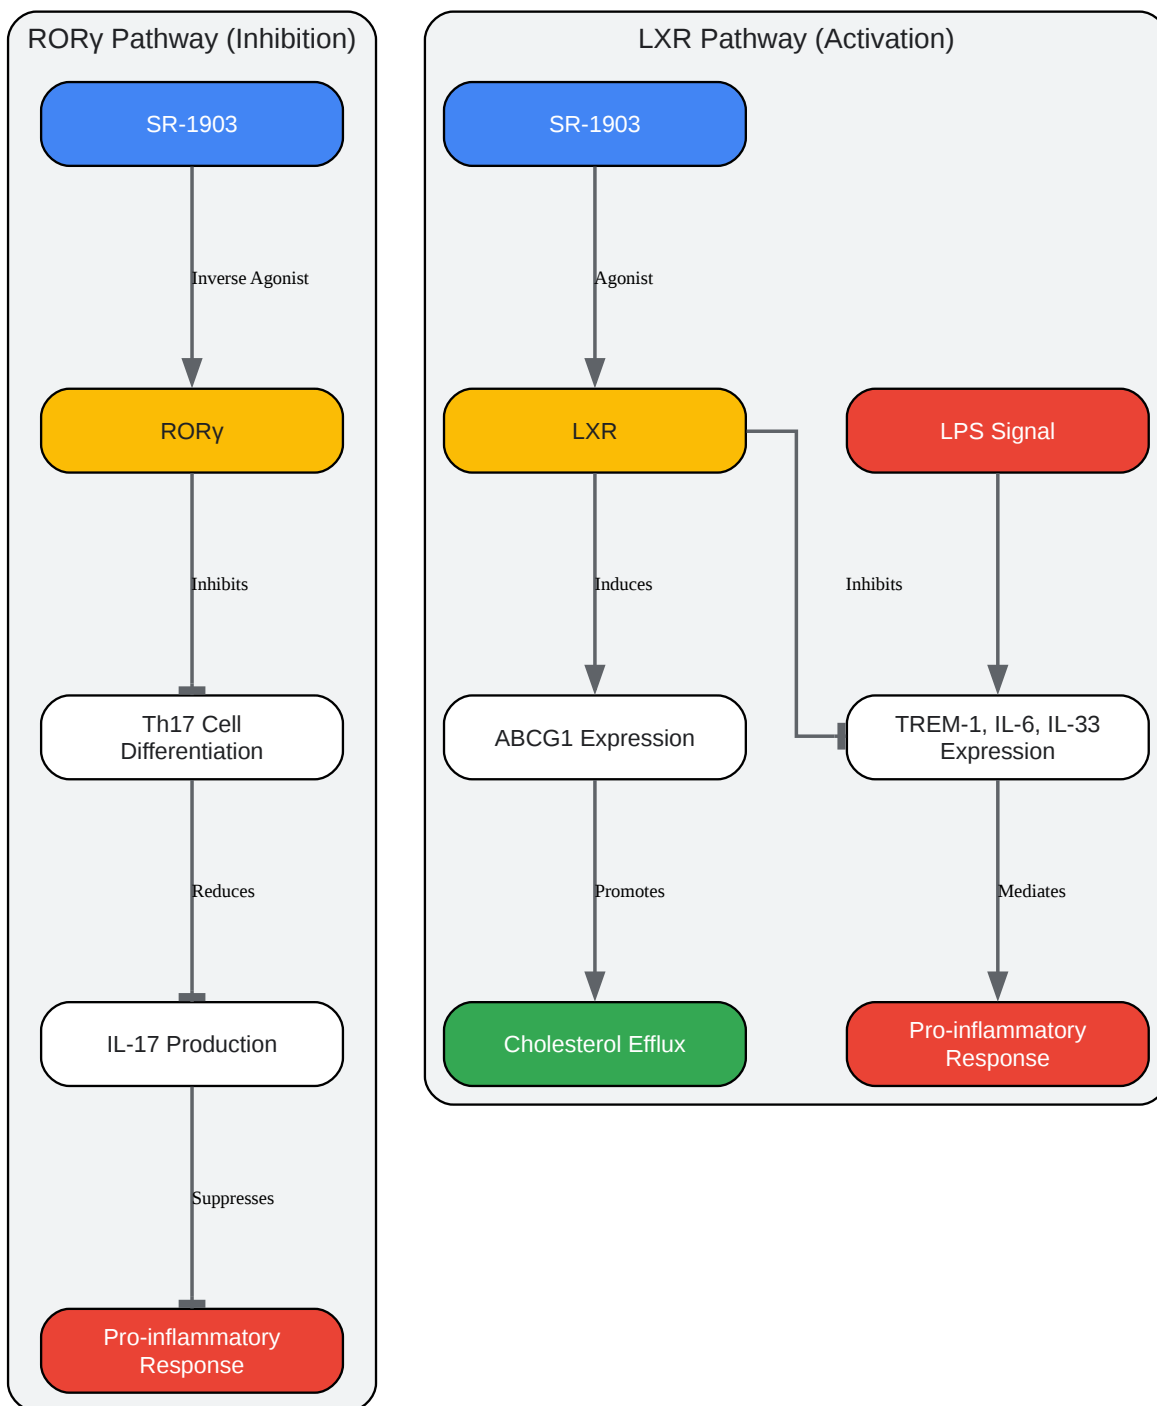 RORγ Pathway (Inhibition)
SR-1903
Inverse Agonist
RORγ
Inhibits
Th17 Cell
Differentiation
Reduces
IL-17 Production
Suppresses
Pro-inflammatory
Response
LXR Pathway (Activation)
SR-1903
Agonist
LXR
LPS Signal
Induces
Inhibits
ABCG1 Expression
TREM-1, IL-6, IL-33
Expression
Promotes
Mediates
Cholesterol Efflux
Pro-inflammatory
Response